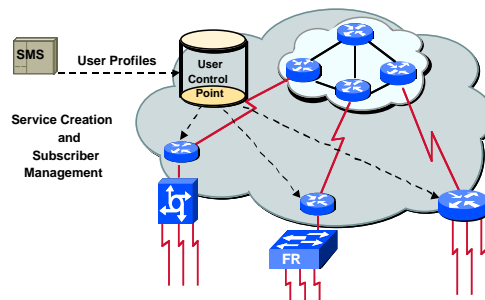 SMS
User Profiles
User
Control
Point
Service Creation
and
Subscriber
Management
FR